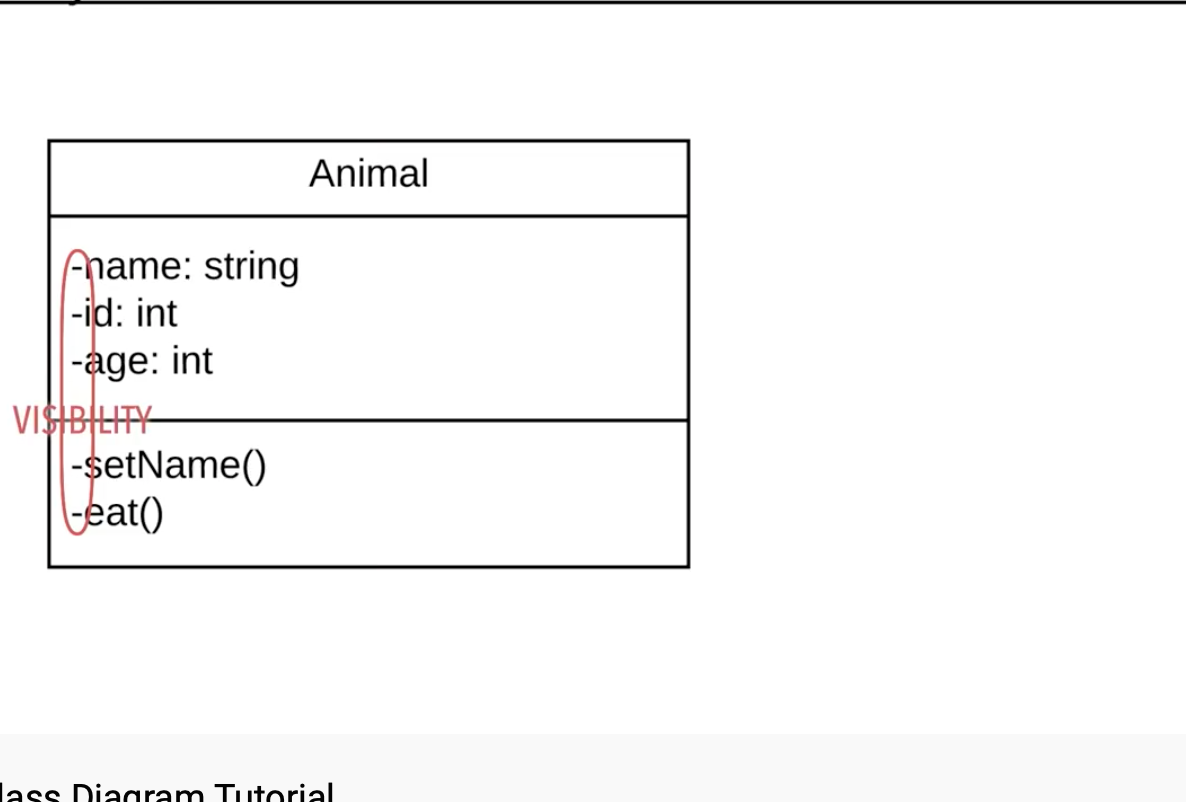 Animal
-name: string
-id: int
-age: int
VISIBILITY
-setName()
-eat()
lass Diagram Tutorial